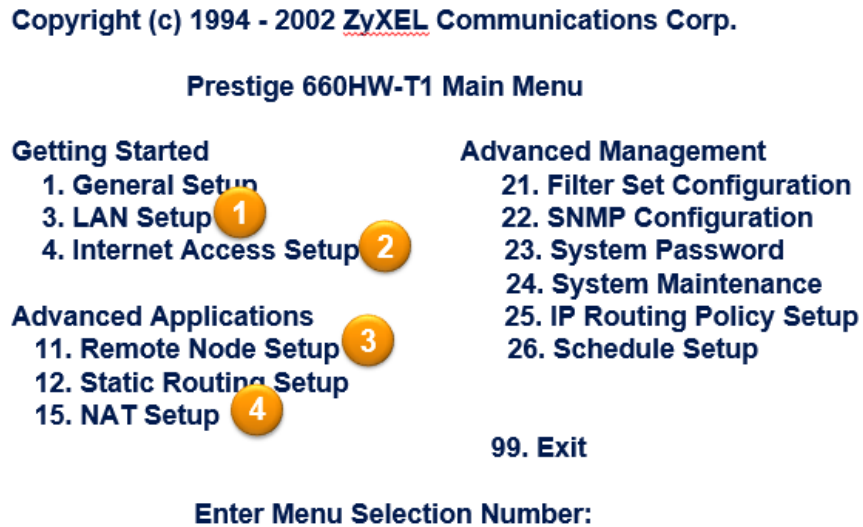 Copyright (c) 1994 - 2002 ZyXEL Communications Corp.
Prestige 660HW-T1 Main Menu
Getting Started
1. General Setup
3. LAN Setup 1
4. Internet Access Setup 2
Advanced Applications
11. Remote Node Setup 3
12. Static Routing Setup
15. NAT Setup 4
Advanced Management
21. Filter Set Configuration
22. SNMP Configuration
23. System Password
24. System Maintenance
25. IP Routing Policy Setup
26. Schedule Setup
99. Exit
Enter Menu Selection Number: